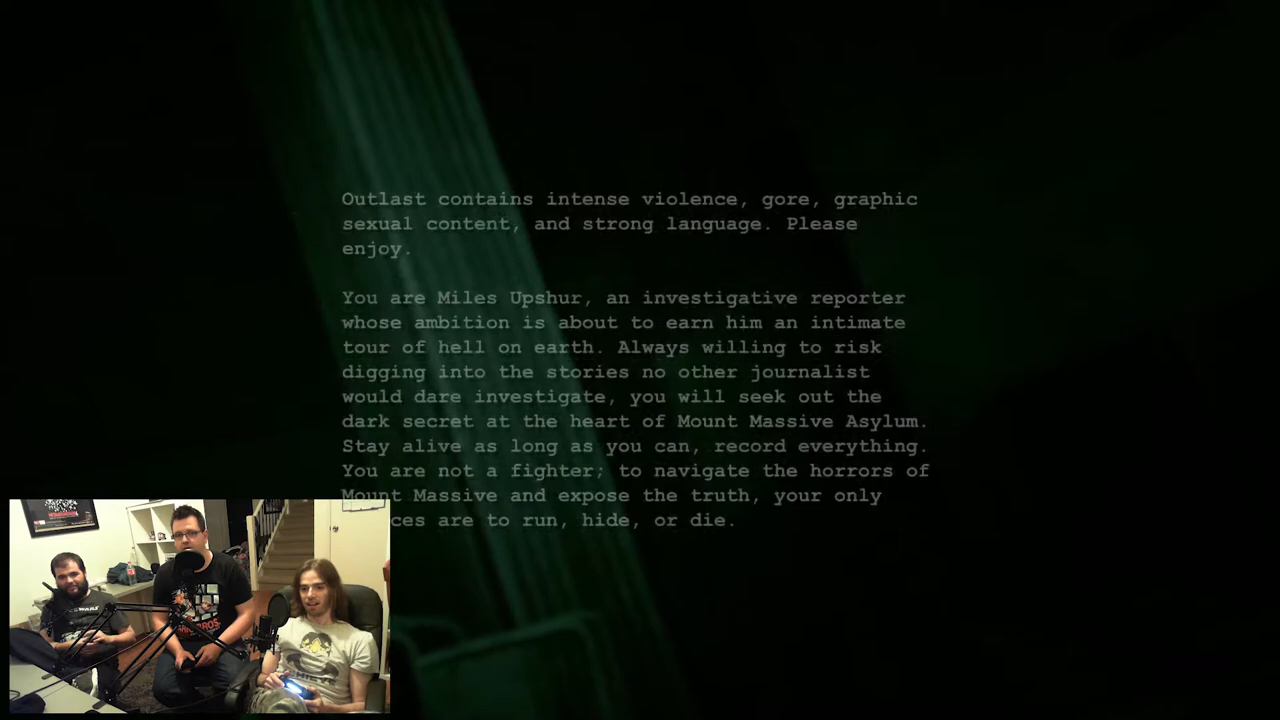 Outlast contains intense violence, gore, graphic
sexual content, and strong language. Please
enjoy.
You are Miles Upshur, an investigative reporter
whose ambition is about to earn him an intimate
tour of hell on earth. Always willing to risk
digging into the stories no other journalist
would dare investigate, you will seek out the
dark secret at the heart of Mount Massive Asylum.
Stay alive as long as you can, record everything.
You are not a fighter; to navigate the horrors of
Mount Massive and expose the truth, your only
ces are to run, hide, or die.